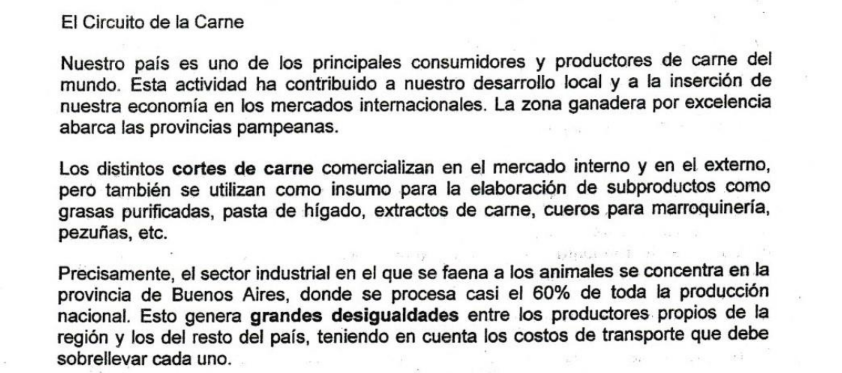 El Circuito de la Carne
Nuestro país es uno de los principales consumidores y productores de carne del
mundo. Esta actividad ha contribuido a nuestro desarrollo local y a la inserción de
nuestra economía en los mercados internacionales. La zona ganadera por excelencia
abarca las provincias pampeanas.
Los distintos cortes de carne comercializan en el mercado interno y en el externo,
pero también se utilizan como insumo para la elaboración de subproductos como
grasas purificadas, pasta de hígado, extractos de carne, cueros para marroquinería,
pezuñas, etc.
Precisamente, el sector industrial en el que se faena a los animales se concentra en la
provincia de Buenos Aires, donde se procesa casi el 60% de toda la producción
nacional. Esto genera grandes desigualdades entre los productores propios de la
región y los del resto del país, teniendo en cuenta los costos de transporte que debe
sobrellevar cada uno.